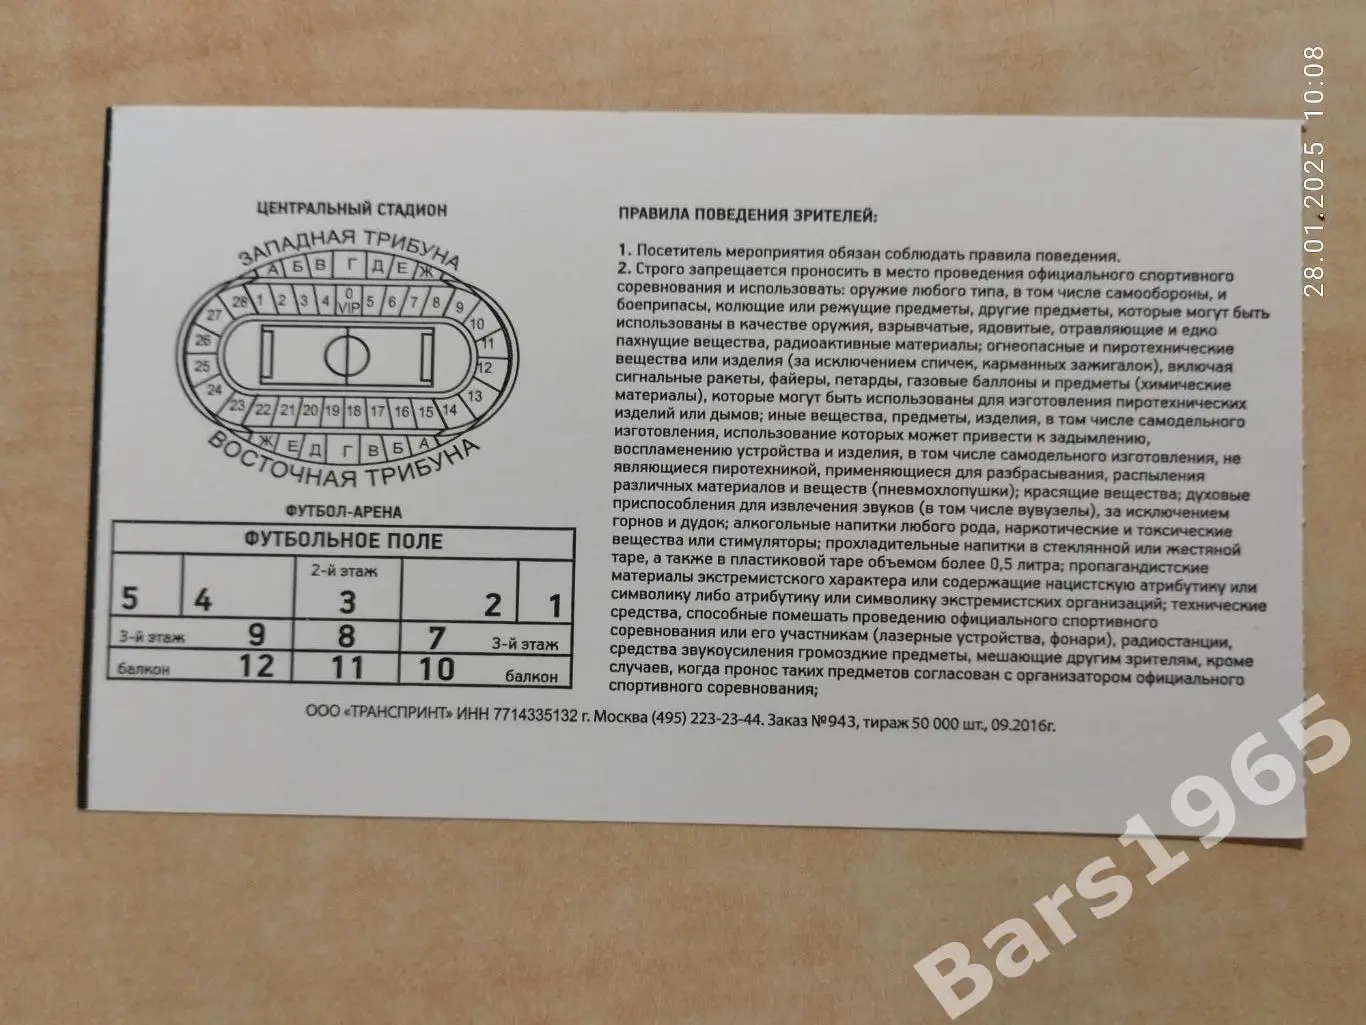 ЦЕНТРАЛЬНЫЙ СТАДИОН
ЗАПАДНАЯ ТРИБУНА
А Б В Г Д Е Ж
28 1 2 3 4 0 VIP 5 6 7 8 9
27 10
26 11
25 12
24 13
23 22 21 20 19 18 17 16 15 14
Ж Е Д Г В Б А
ВОСТОЧНАЯ ТРИБУНА
ФУТБОЛ-АРЕНА
ФУТБОЛЬНОЕ ПОЛЕ
2-й этаж
5 4 3 2 1
3-й этаж 9 8 7 3-й этаж
балкон 12 11 10 балкон
ПРАВИЛА ПОВЕДЕНИЯ ЗРИТЕЛЕЙ:
1. Посетитель мероприятия обязан соблюдать правила поведения.
2. Строго запрещается проносить в место проведения официального спортивного
соревнования и использовать: оружие любого типа, в том числе самообороны, и
боеприпасы, колющие или режущие предметы, другие предметы, которые могут быть
использованы в качестве оружия, взрывчатые, ядовитые, отравляющие и едко
пахнущие вещества, радиоактивные материалы; огнеопасные и пиротехнические
вещества или изделия (за исключением спичек, карманных зажигалок), включая
сигнальные ракеты, файеры, петарды, газовые баллоны и предметы (химические
материалы), которые могут быть использованы для изготовления пиротехнических
изделий или дымов; иные вещества, предметы, изделия, в том числе самодельного
изготовления, использование которых может привести к задымлению,
воспламенению устройства и изделия, в том числе самодельного изготовления, не
являющиеся пиротехникой, применяющиеся для разбрасывания, распыления
различных материалов и веществ (пневмохлопушки); красящие вещества; духовые
приспособления для извлечения звуков (в том числе вувузелы), за исключением
горнов и дудок; алкогольные напитки любого рода, наркотические и токсические
вещества или стимуляторы; прохладительные напитки в стеклянной или жестяной
таре, а также в пластиковой таре объемом более 0,5 литра; пропагандистские
материалы экстремистского характера или содержащие нацистскую атрибутику или
символику либо атрибутику или символику экстремистских организаций; технические
средства, способные помешать проведению официального спортивного
соревнования или его участникам (лазерные устройства, фонари), радиостанции,
средства звукоусиления громоздкие предметы, мешающие другим зрителям, кроме
случаев, когда пронос таких предметов согласован с организатором официального
спортивного соревнования;
ООО «ТРАНСПРИНТ» ИНН 7714335132 г. Москва (495) 223-23-44. Заказ №943, тираж 50 000 шт., 09.2016г.
28.01.2025 10:08
Bars1965